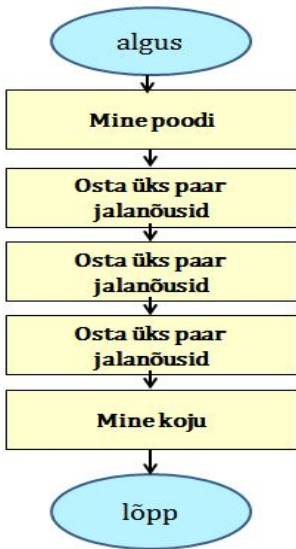 algus
Mine poodi
Osta üks paar
jalanõusid
Osta üks paar
jalanõusid
Osta üks paar
jalanõusid
Mine koju
lõpp